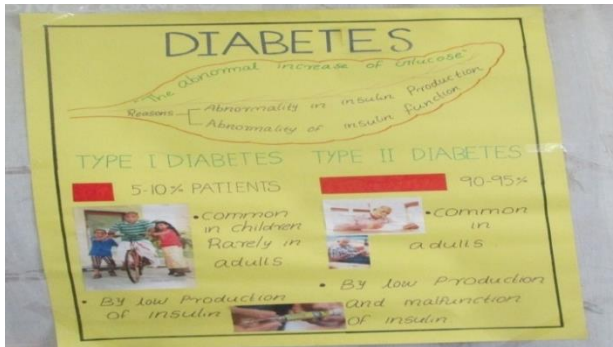 DIABETES
"The abnormal increase of Glucose"
Reasons
Abnormality in insulin Production
Abnormality of insulin Function
TYPE I DIABETES
5-10% PATIENTS
• Common
in children
Rarely in
adults
• By low Production
of insulin
TYPE II DIABETES
90-95%
• Common
in
adults
• By low Production
and malfunction
of insulin